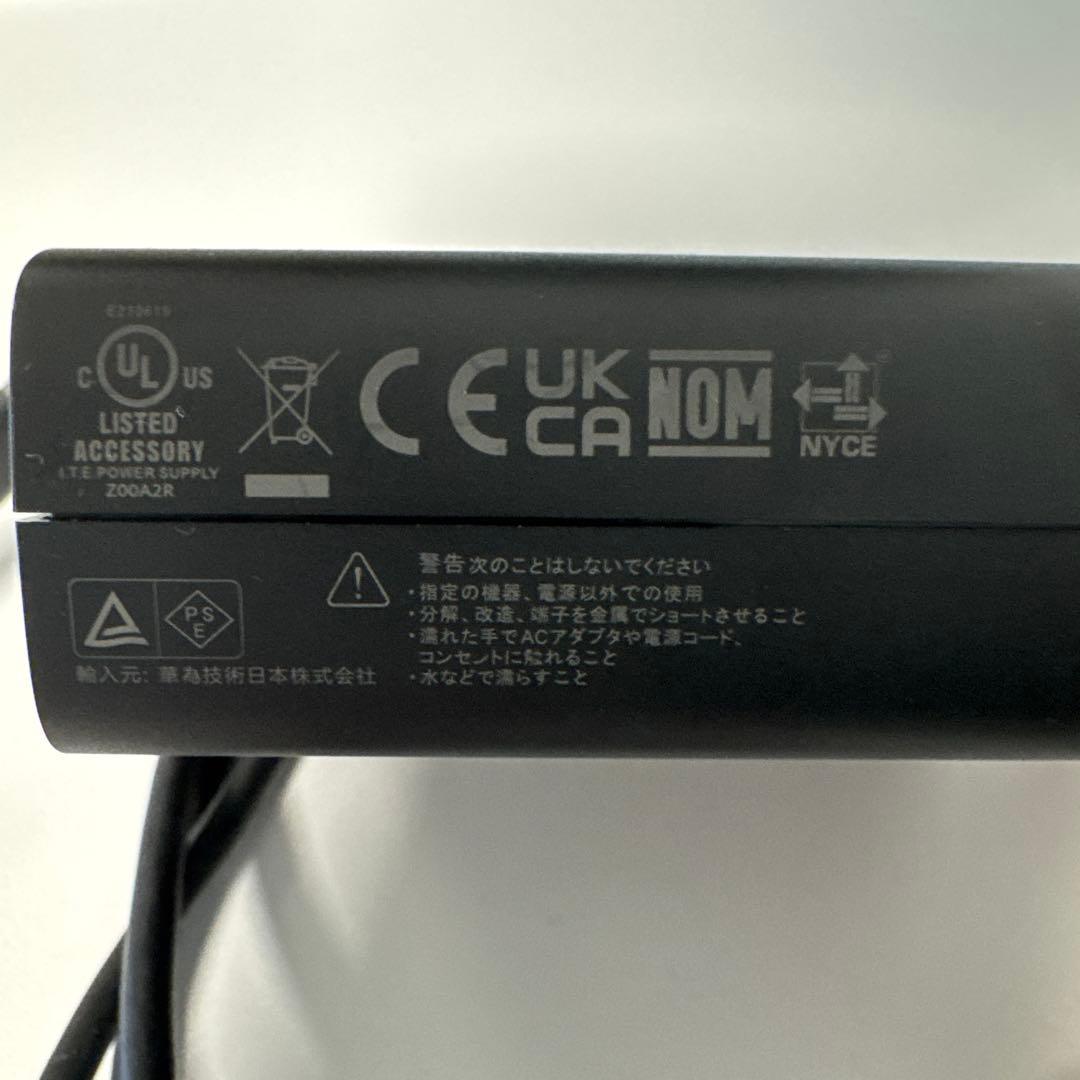 E210619
C UL US
LISTED
ACCESSORY
I.T.E. POWER SUPPLY
Z00A2R
CE
UK
CA
NOM
NYCE
PS
E
輸入元: 華為技術日本株式会社
警告 次のことはしないでください
・指定の機器、電源以外での使用
・分解、改造、端子を金属でショートさせること
・濡れた手でACアダプタや電源コード、
コンセントに触れること
・水などで濡らすこと